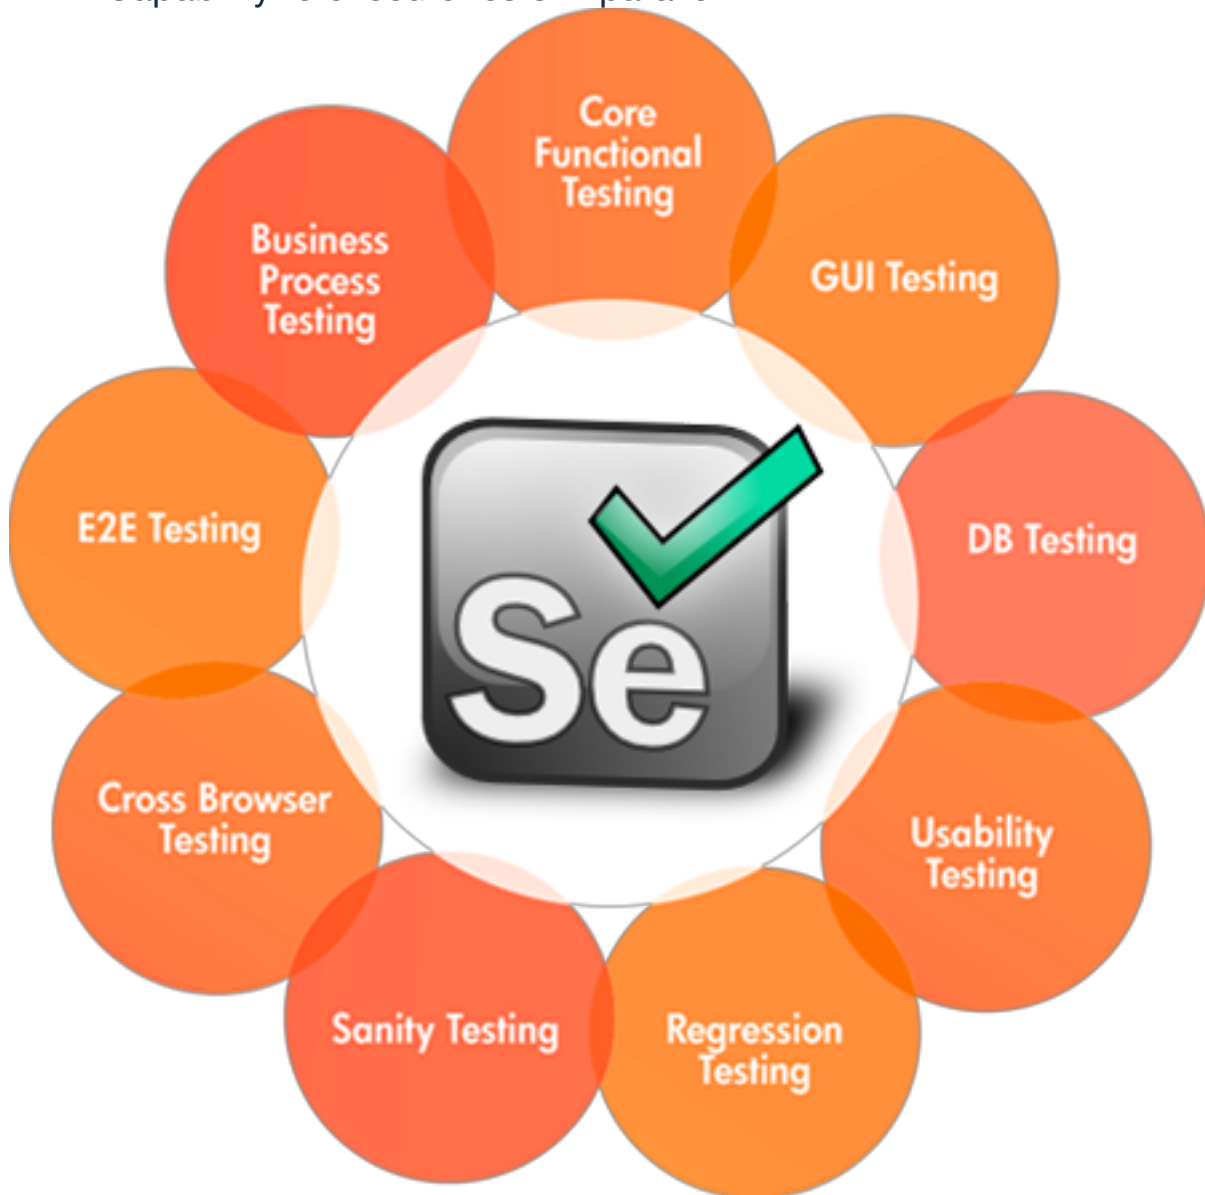 Core
Functional
Testing
GUI Testing
DB Testing
Usability
Testing
Regression
Testing
Sanity Testing
Cross Browser
Testing
E2E Testing
Business
Process
Testing
Se